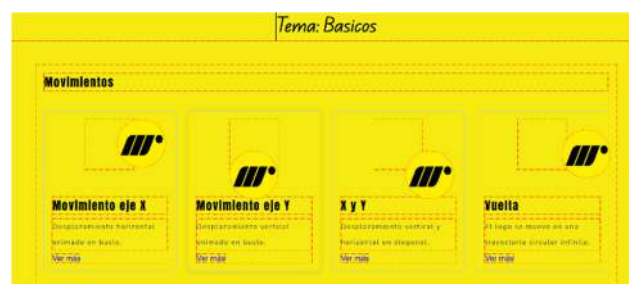 Tema: Basicos
Movimientos
Movimiento eje X
Movimiento eje Y
X y Y
Vuelta
Desplazamiento horizontal
animado en bucle.
Desplazamiento vertical
animado en bucle.
Desplazamiento vertical y
horizontal en diagonal.
El logo se mueve en una
trayectoria circular infinita.
Ver más
Ver más
Ver más
Ver más